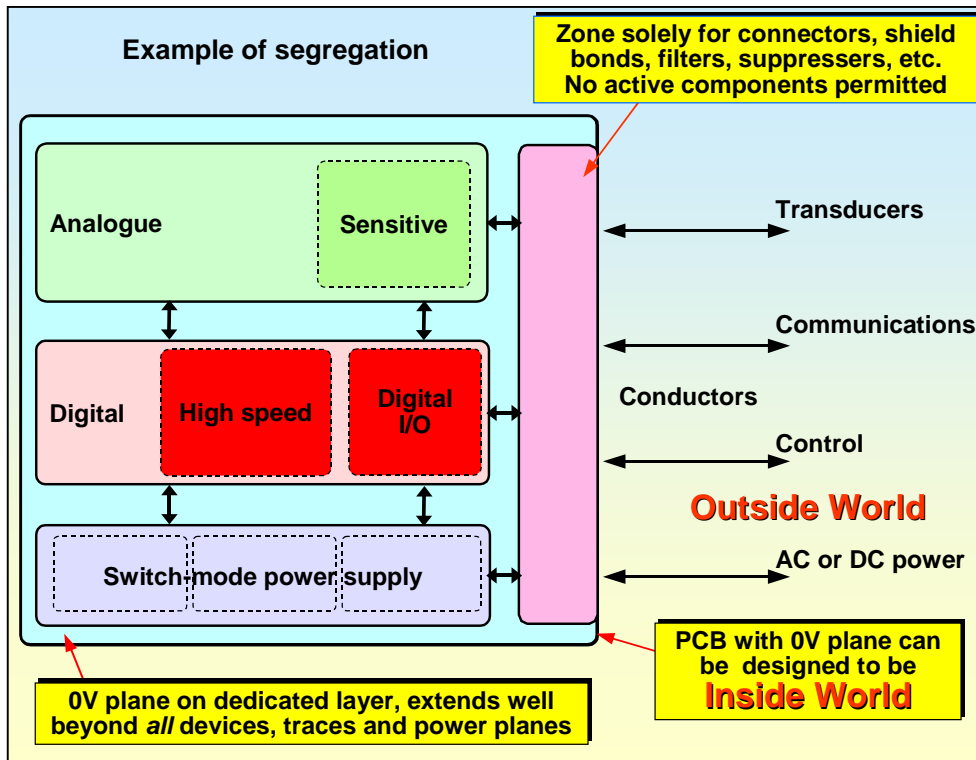 Example of segregation
Zone solely for connectors, shield
bonds, filters, suppressers, etc.
No active components permitted
Analogue
Sensitive
Transducers
Communications
Digital
High speed
Digital
I/O
Conductors
Control
Outside World
Switch-mode power supply
AC or DC power
0V plane on dedicated layer, extends well
beyond all devices, traces and power planes
PCB with 0V plane can
be designed to be
Inside World